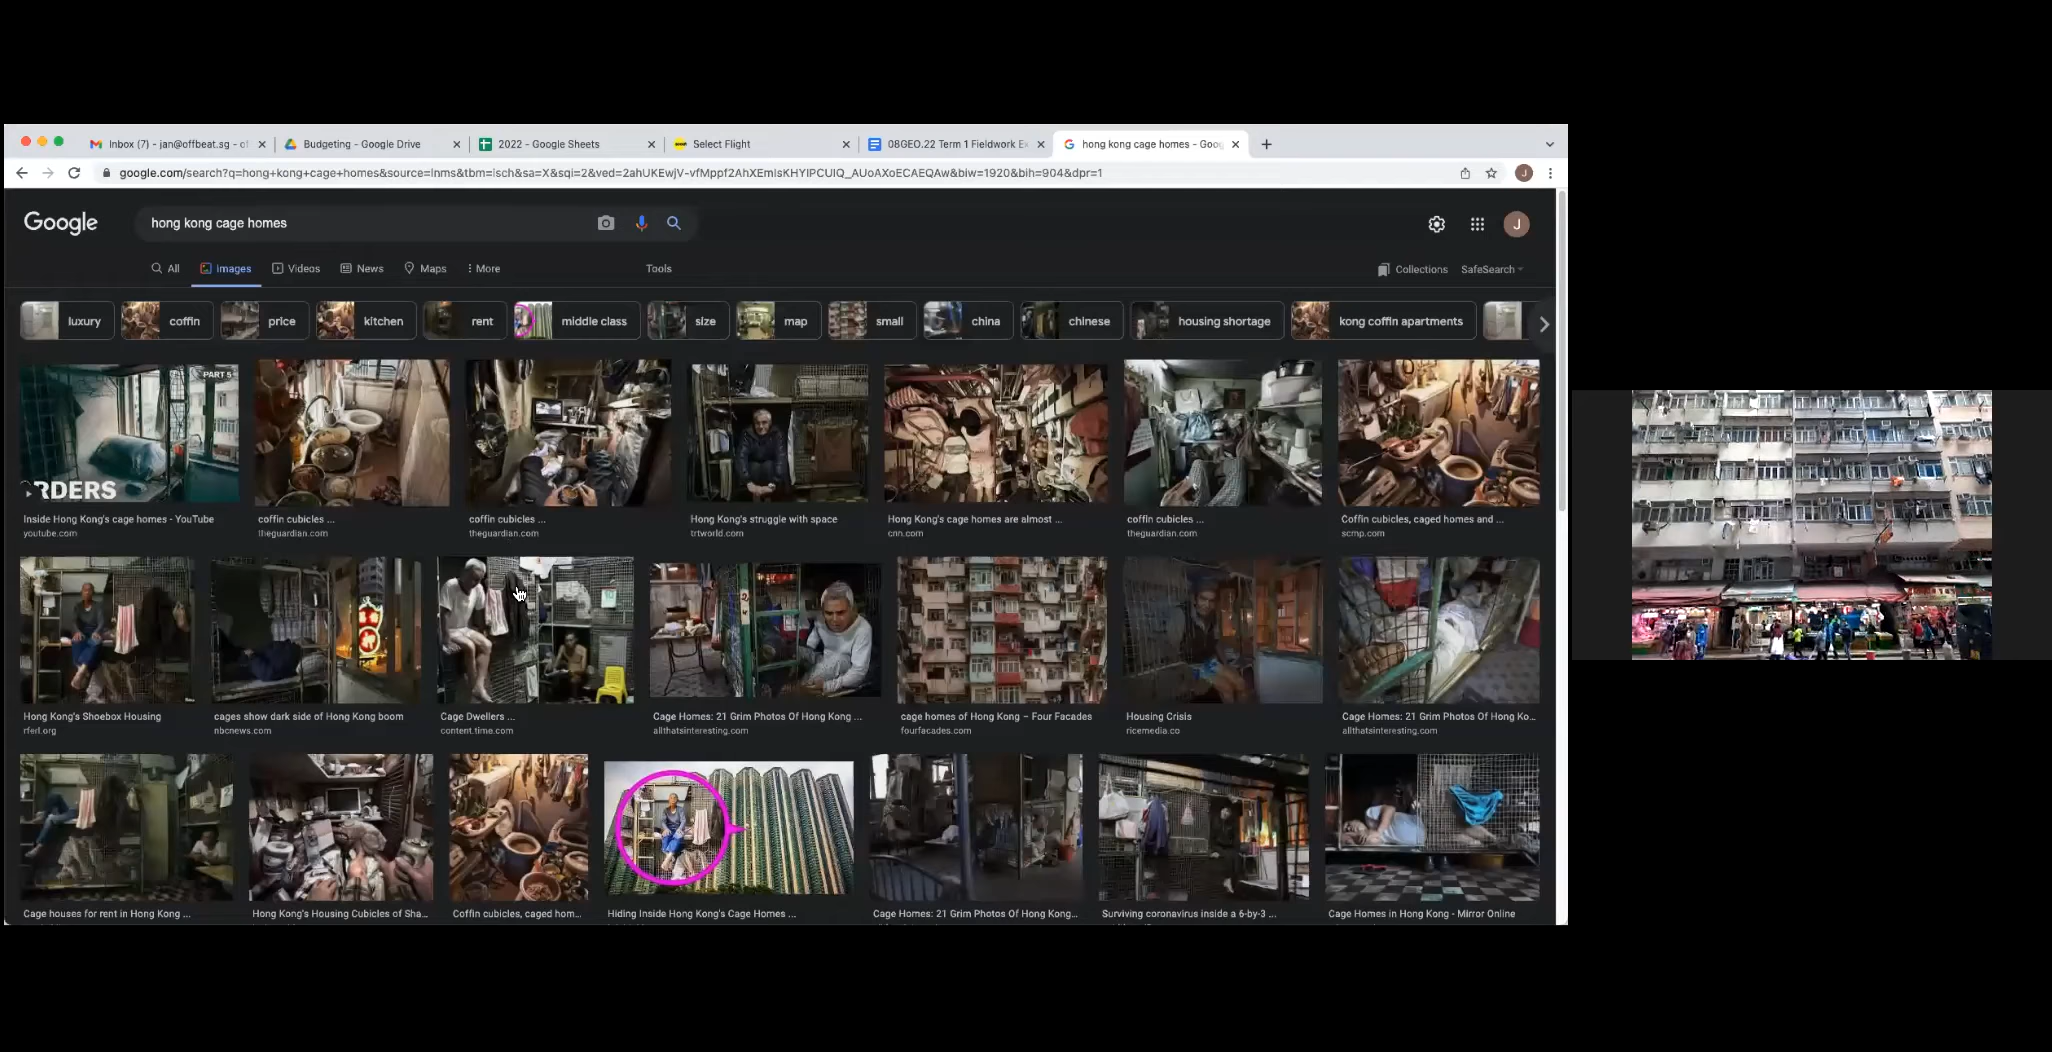 Inbox (7) - jan@offbeat.sg - of
Budgeting - Google Drive
2022 - Google Sheets
Select Flight
08GEO.22 Term 1 Fieldwork Ex
hong kong cage homes - Goog
google.com/search?q=hong+kong+cage+homes&source=lnms&tbm=isch&sa=X&sqi=2&ved=2ahUKEwjV-vfMppf2AhXEmlsKHYlPCUIQ_AUoAXoECAEQAw&biw=1920&bih=904&dpr=1
Google
hong kong cage homes
J
All
Images
Videos
News
Maps
More
Tools
Collections
SafeSearch
luxury
coffin
price
kitchen
rent
middle class
size
map
small
china
chinese
housing shortage
kong coffin apartments
PART 5
RDERS
Inside Hong Kong's cage homes - YouTube
youtube.com
coffin cubicles ...
theguardian.com
coffin cubicles ...
theguardian.com
Hong Kong's struggle with space
trtworld.com
Hong Kong's cage homes are almost ...
cnn.com
coffin cubicles ...
theguardian.com
Coffin cubicles, caged homes and ...
scmp.com
Hong Kong's Shoebox Housing
rferl.org
cages show dark side of Hong Kong boom
nbcnews.com
Cage Dwellers ...
content.time.com
Cage Homes: 21 Grim Photos Of Hong Kong ...
allthatsinteresting.com
cage homes of Hong Kong – Four Facades
fourfacades.com
Housing Crisis
ricemedia.co
Cage Homes: 21 Grim Photos Of Hong Ko...
allthatsinteresting.com
Cage houses for rent in Hong Kong ...
Hong Kong's Housing Cubicles of Sha...
Coffin cubicles, caged hom...
Hiding Inside Hong Kong's Cage Homes ...
Cage Homes: 21 Grim Photos Of Hong Kong...
Surviving coronavirus inside a 6-by-3 ...
Cage Homes in Hong Kong - Mirror Online